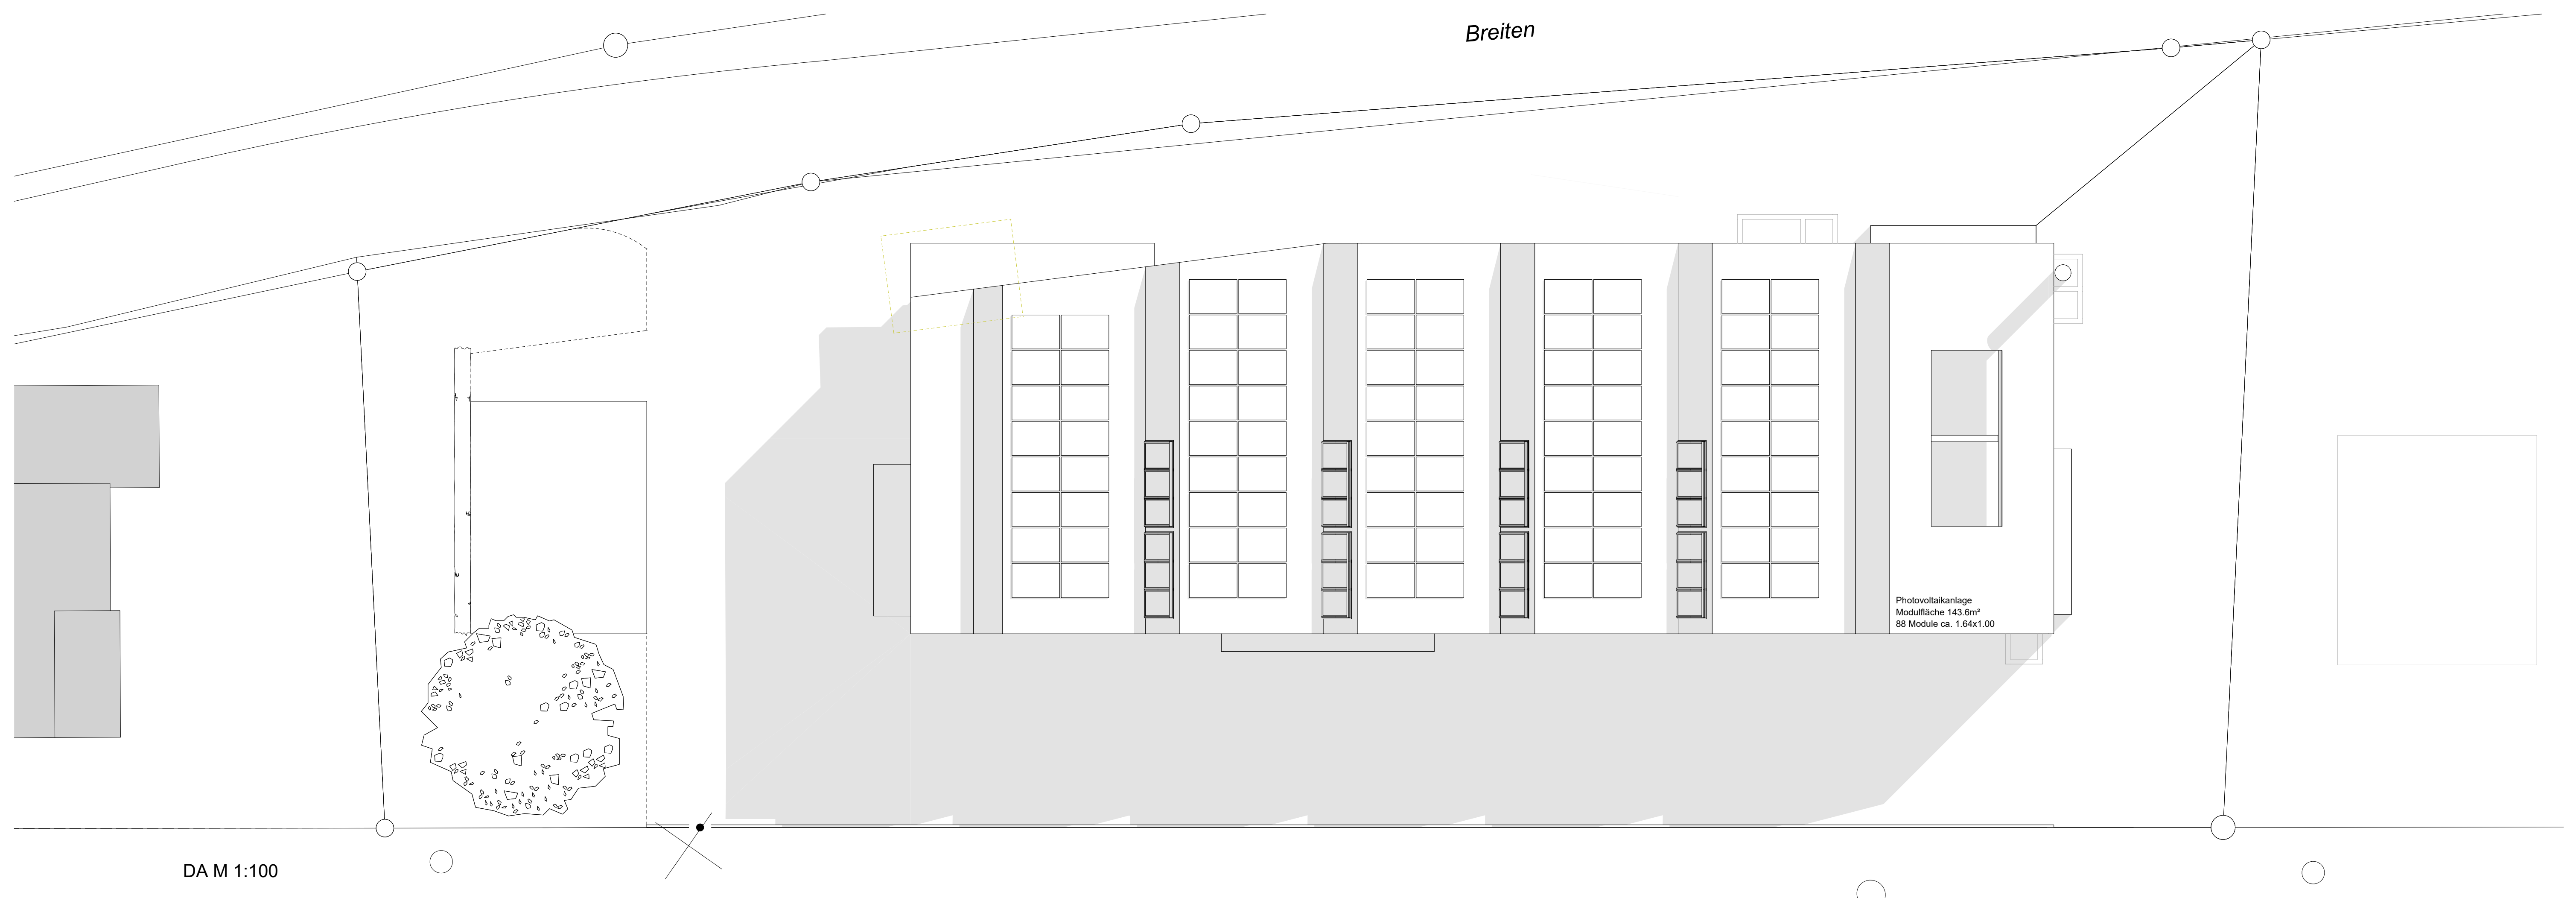 Breiten
Photovoltaikanlage
Modulfläche 143.6m²
88 Module ca. 1.64x1.00
DA M 1:100